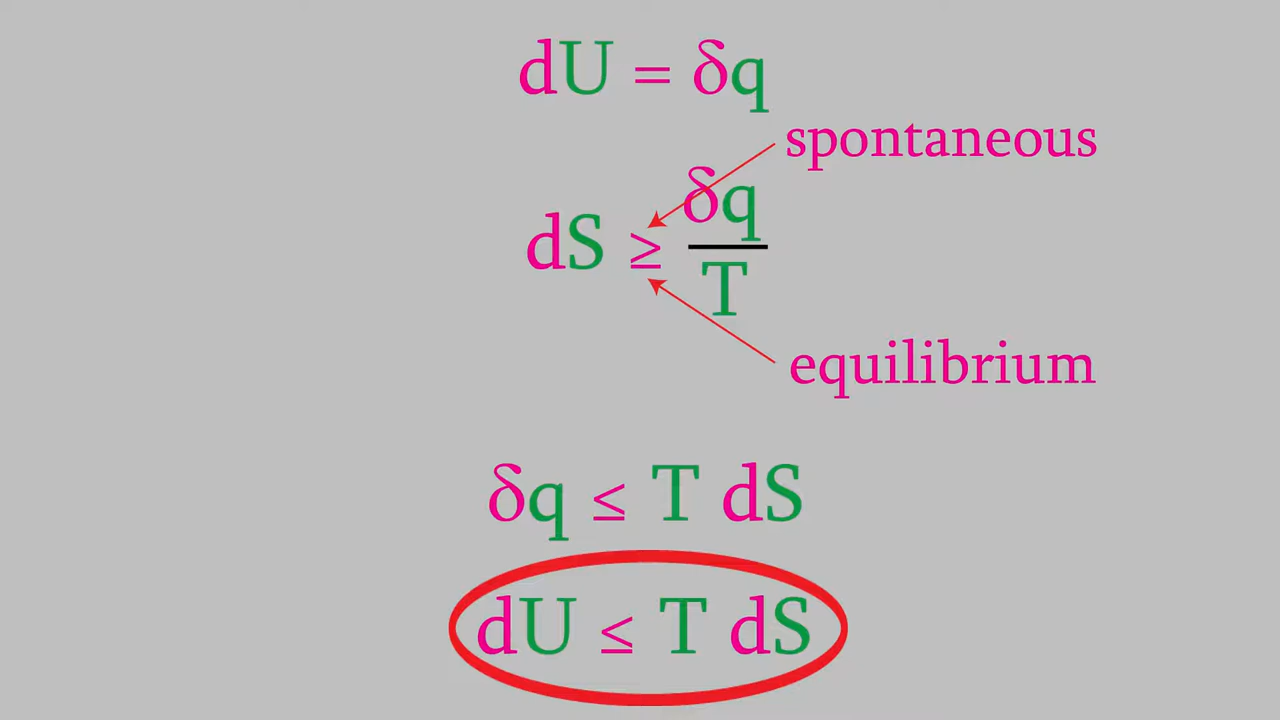 dU = δq
spontaneous
dS ≥ δq
T
equilibrium
δq ≤ T dS
dU ≤ T dS